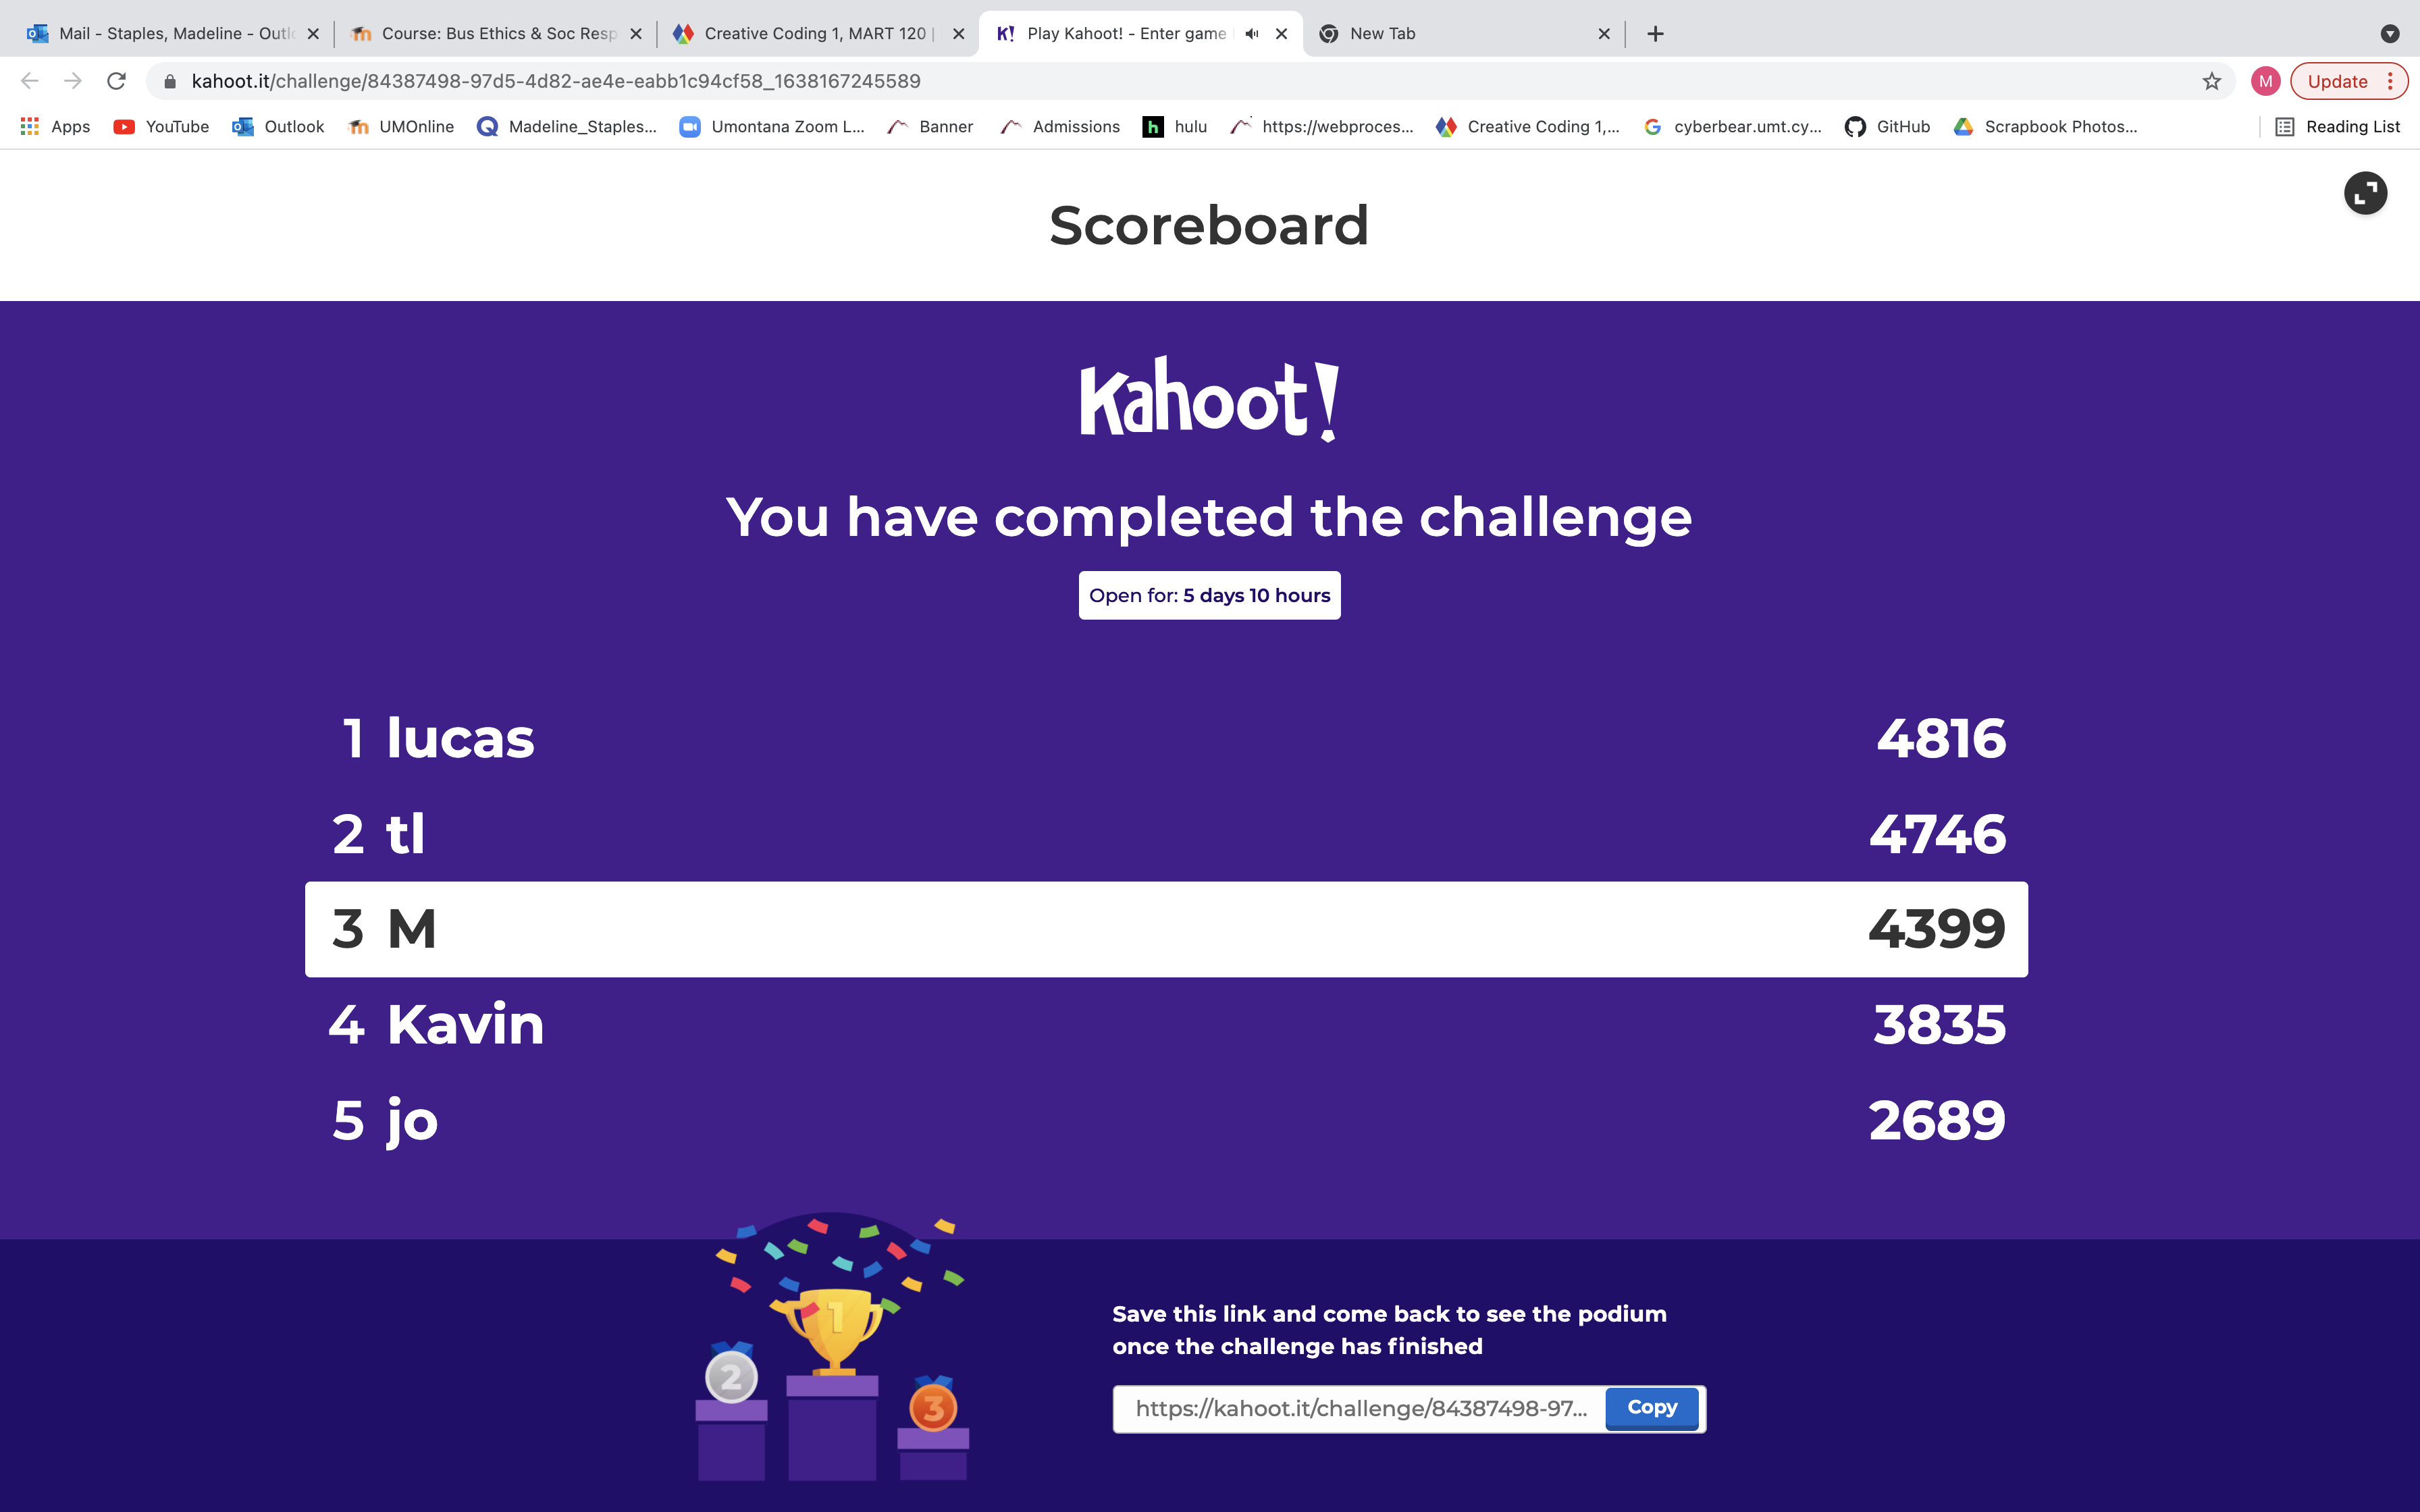 Mail - Staples, Madeline - Outlo
Course: Bus Ethics & Soc Resp
Creative Coding 1, MART 120 |
K! Play Kahoot! - Enter game
New Tab
kahoot.it/challenge/84387498-97d5-4d82-ae4e-eabb1c94cf58_1638167245589
M
Update
Apps YouTube Outlook UMOnline Madeline_Staples... Umontana Zoom L... Banner Admissions h hulu https://webproces... Creative Coding 1,... cyberbear.umt.cy... GitHub Scrapbook Photos... Reading List
Scoreboard
Kahoot!
You have completed the challenge
Open for: 5 days 10 hours
1 lucas 4816
2 tl 4746
3 M 4399
4 Kavin 3835
5 jo 2689
1
2
3
Save this link and come back to see the podium
once the challenge has finished
https://kahoot.it/challenge/84387498-97... Copy